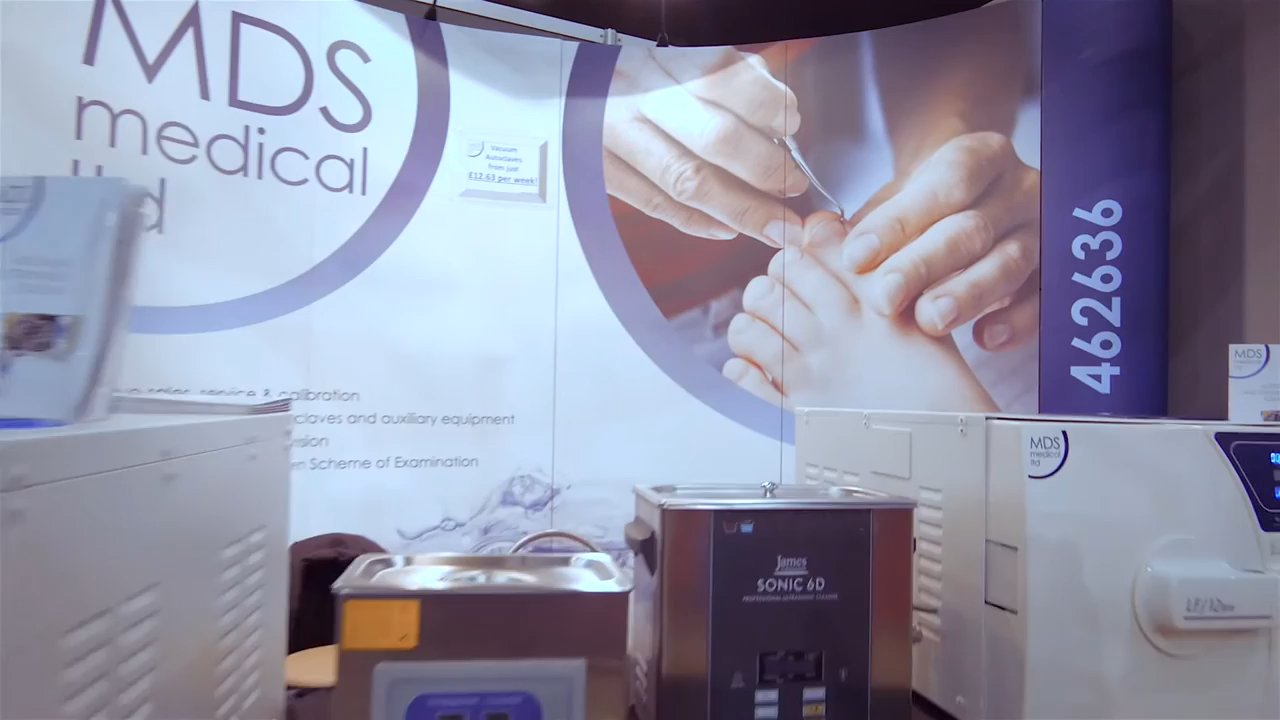 MDS
medical
ltd
Vacuum
Autoclaves
from just
£12.63 per week!
sales, service & calibration
claves and auxiliary equipment
Scheme of Examination
462636
MDS
MDS
medical
ltd
James
SONIC 6D
PROFESSIONAL ULTRASONIC CLEANER